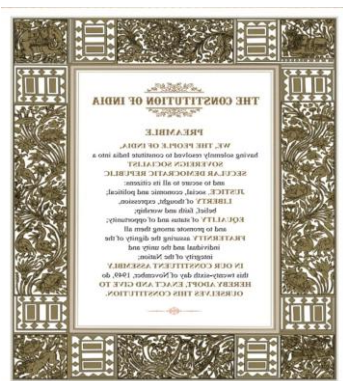 THE CONSTITUTION OF INDIA
PREAMBLE
WE, THE PEOPLE OF INDIA,
having solemnly resolved to constitute India into a
SOVEREIGN SOCIALIST
SECULAR DEMOCRATIC REPUBLIC
and to secure to all its citizens:
JUSTICE, social, economic and political;
LIBERTY of thought, expression,
belief, faith and worship;
EQUALITY of status and of opportunity;
and to promote among them all
FRATERNITY assuring the dignity of the
individual and the unity and
integrity of the Nation;
IN OUR CONSTITUENT ASSEMBLY
this twenty-sixth day of November, 1949, do
HEREBY ADOPT, ENACT AND GIVE TO
OURSELVES THIS CONSTITUTION.